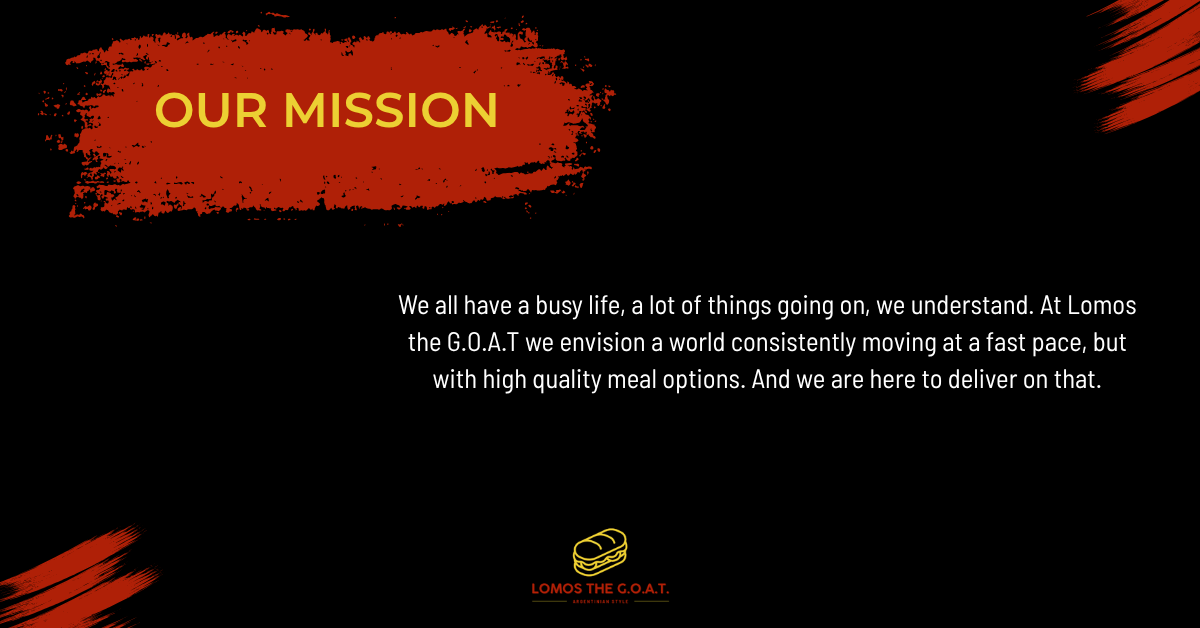 OUR MISSION
We all have a busy life, a lot of things going on, we understand. At Lomos
the G.O.A.T we envision a world consistently moving at a fast pace, but
with high quality meal options. And we are here to deliver on that.
LOMOS THE G.O.A.T.
ARGENTINIAN STYLE